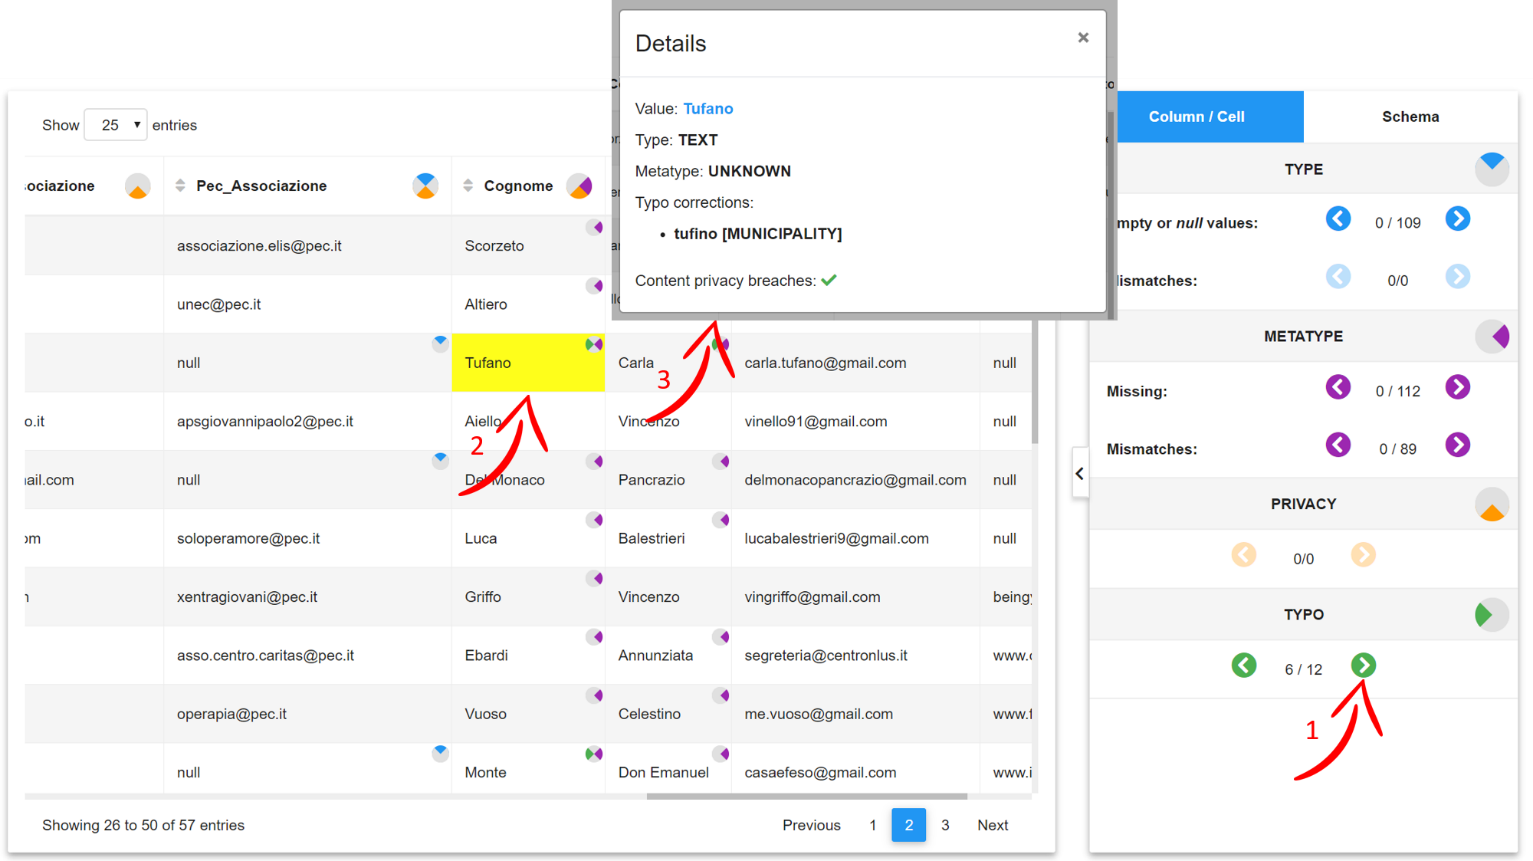 Details
×
Value: Tufano
Type: TEXT
Metatype: UNKNOWN
Typo corrections:
• tufino [MUNICIPALITY]
Content privacy breaches:
Show 25 entries
ociazione Pec_Associazione Cognome
associazione.elis@pec.it Scorzeto
unec@pec.it Altiero
null Tufano Carla carla.tufano@gmail.com null
o.it apsgiovannipaolo2@pec.it Aiello Vincenzo vinello91@gmail.com null
ail.com null Del Monaco Pancrazio delmonacopancrazio@gmail.com null
om soloperamore@pec.it Luca Balestrieri lucabalestrieri9@gmail.com null
xentragiovani@pec.it Griffo Vincenzo vingriffo@gmail.com being
asso.centro.caritas@pec.it Ebardi Annunziata segreteria@centronlus.it www.
operapia@pec.it Vuoso Celestino me.vuoso@gmail.com www.f
null Monte Don Emanuel casaefeso@gmail.com www.i
Showing 26 to 50 of 57 entries
Previous 1 2 3 Next
Column / Cell Schema
TYPE
mpty or null values: 0 / 109
ismatches: 0/0
METATYPE
Missing: 0 / 112
Mismatches: 0 / 89
PRIVACY
0/0
TYPO
6 / 12
1
2
3